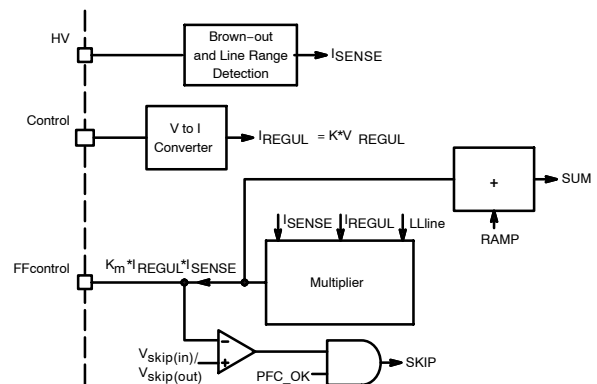 HV
Brown−out
and Line Range
Detection
ISENSE
Control
V to I
Converter
IREGUL = K*V REGUL
+
SUM
RAMP
ISENSE IREGUL LLline
FFcontrol
Km*IREGUL*ISENSE
Multiplier
−
+
Vskip(in)/
Vskip(out)
PFC_OK
SKIP